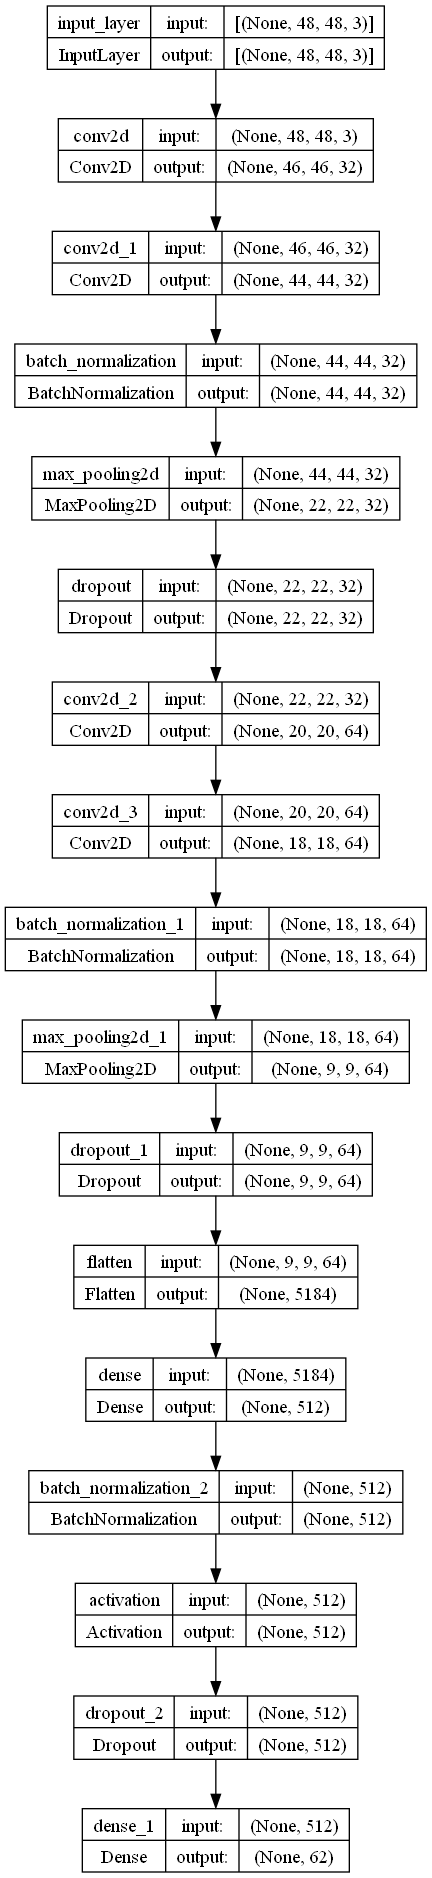 input_layer input: [(None, 48, 48, 3)]
InputLayer output: [(None, 48, 48, 3)]
conv2d input: (None, 48, 48, 3)
Conv2D output: (None, 46, 46, 32)
conv2d_1 input: (None, 46, 46, 32)
Conv2D output: (None, 44, 44, 32)
batch_normalization input: (None, 44, 44, 32)
BatchNormalization output: (None, 44, 44, 32)
max_pooling2d input: (None, 44, 44, 32)
MaxPooling2D output: (None, 22, 22, 32)
dropout input: (None, 22, 22, 32)
Dropout output: (None, 22, 22, 32)
conv2d_2 input: (None, 22, 22, 32)
Conv2D output: (None, 20, 20, 64)
conv2d_3 input: (None, 20, 20, 64)
Conv2D output: (None, 18, 18, 64)
batch_normalization_1 input: (None, 18, 18, 64)
BatchNormalization output: (None, 18, 18, 64)
max_pooling2d_1 input: (None, 18, 18, 64)
MaxPooling2D output: (None, 9, 9, 64)
dropout_1 input: (None, 9, 9, 64)
Dropout output: (None, 9, 9, 64)
flatten input: (None, 9, 9, 64)
Flatten output: (None, 5184)
dense input: (None, 5184)
Dense output: (None, 512)
batch_normalization_2 input: (None, 512)
BatchNormalization output: (None, 512)
activation input: (None, 512)
Activation output: (None, 512)
dropout_2 input: (None, 512)
Dropout output: (None, 512)
dense_1 input: (None, 512)
Dense output: (None, 62)